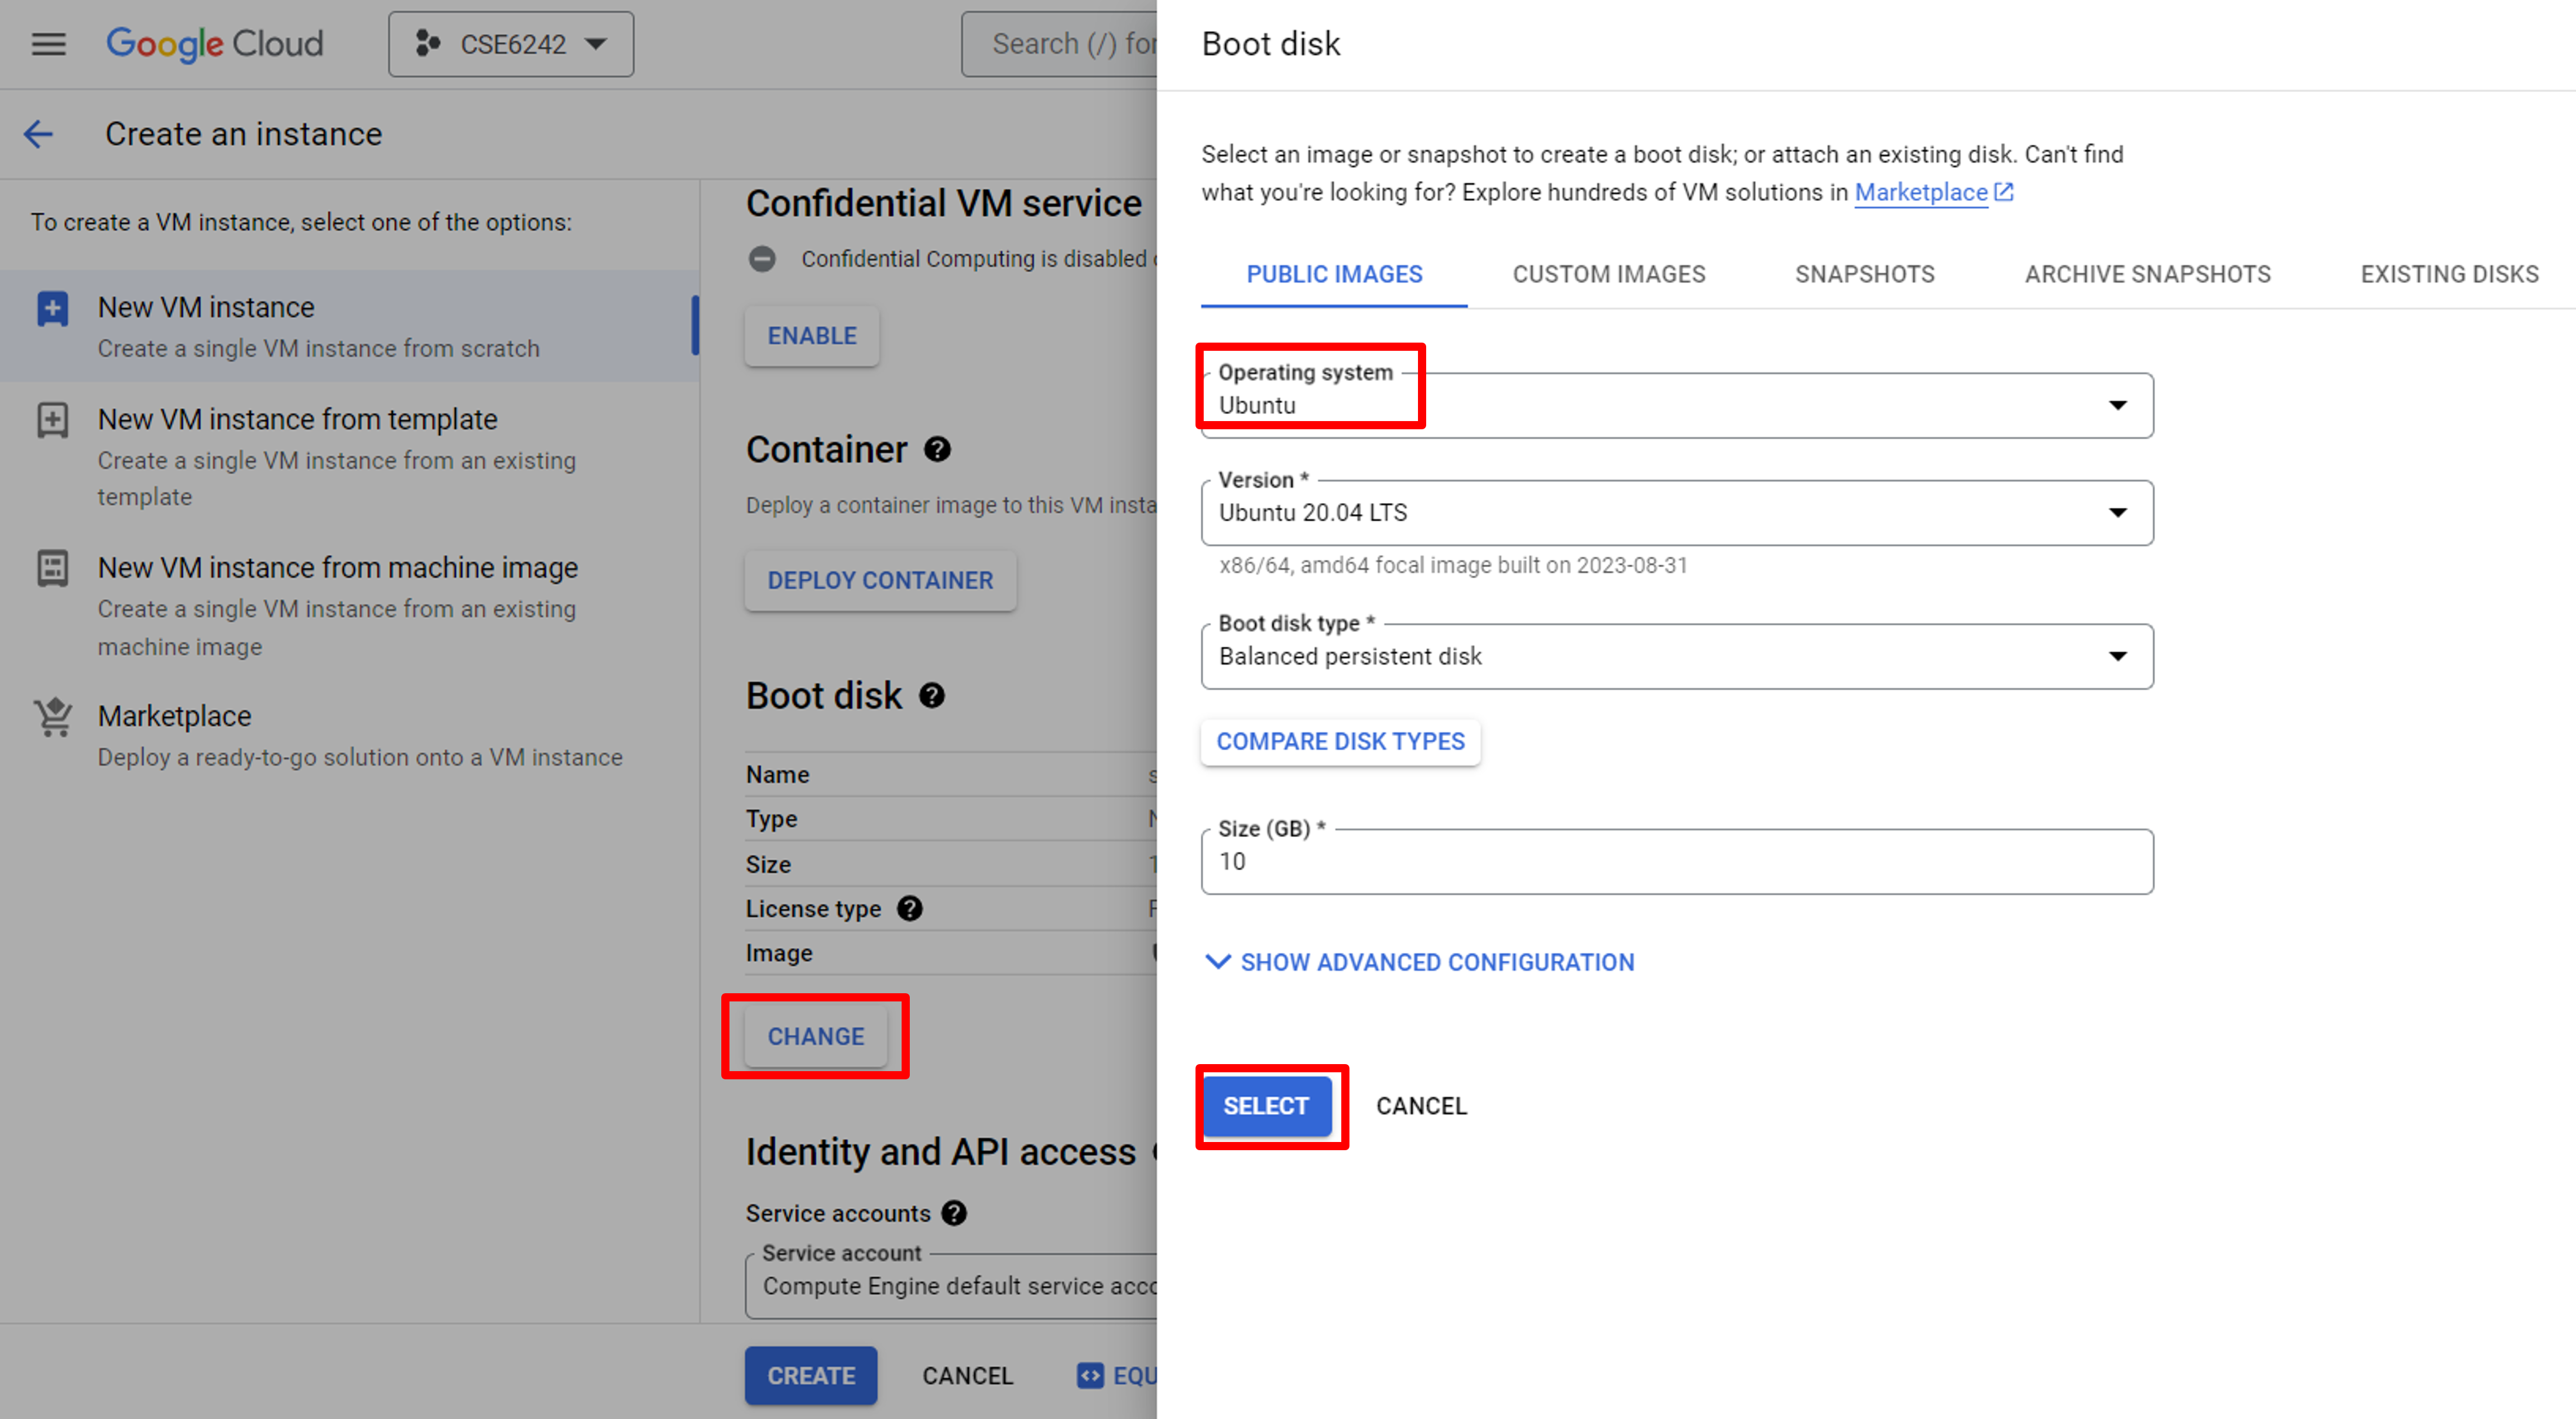 Google Cloud
CSE6242
Search (/) for
Create an instance
To create a VM instance, select one of the options:
New VM instance
Create a single VM instance from scratch
New VM instance from template
Create a single VM instance from an existing
template
New VM instance from machine image
Create a single VM instance from an existing
machine image
Marketplace
Deploy a ready-to-go solution onto a VM instance
Confidential VM service
Confidential Computing is disabled
ENABLE
Container
Deploy a container image to this VM insta
DEPLOY CONTAINER
Boot disk
Name
Type
Size
License type
Image
CHANGE
Identity and API access
Service accounts
Service account
Compute Engine default service acco
CREATE
CANCEL
EQU
Boot disk
Select an image or snapshot to create a boot disk; or attach an existing disk. Can't find
what you're looking for? Explore hundreds of VM solutions in Marketplace
PUBLIC IMAGES
CUSTOM IMAGES
SNAPSHOTS
ARCHIVE SNAPSHOTS
EXISTING DISKS
Operating system
Ubuntu
Version *
Ubuntu 20.04 LTS
x86/64, amd64 focal image built on 2023-08-31
Boot disk type *
Balanced persistent disk
COMPARE DISK TYPES
Size (GB) *
10
SHOW ADVANCED CONFIGURATION
SELECT
CANCEL